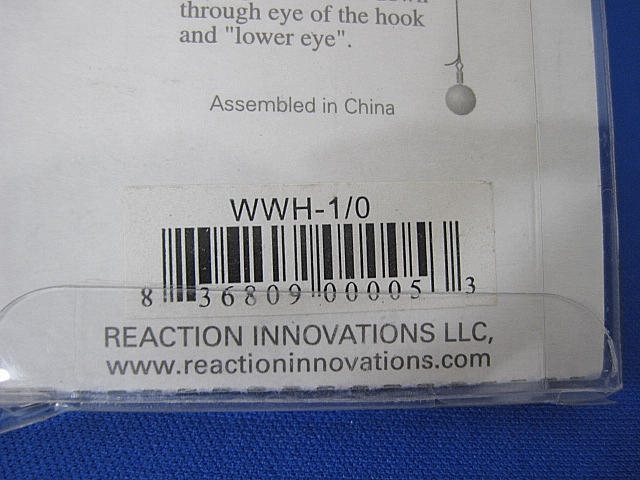 through eye of the hook
and "lower eye".
Assembled in China
WWH-1/0
8 36809 00005 3
REACTION INNOVATIONS LLC,
www.reactioninnovations.com